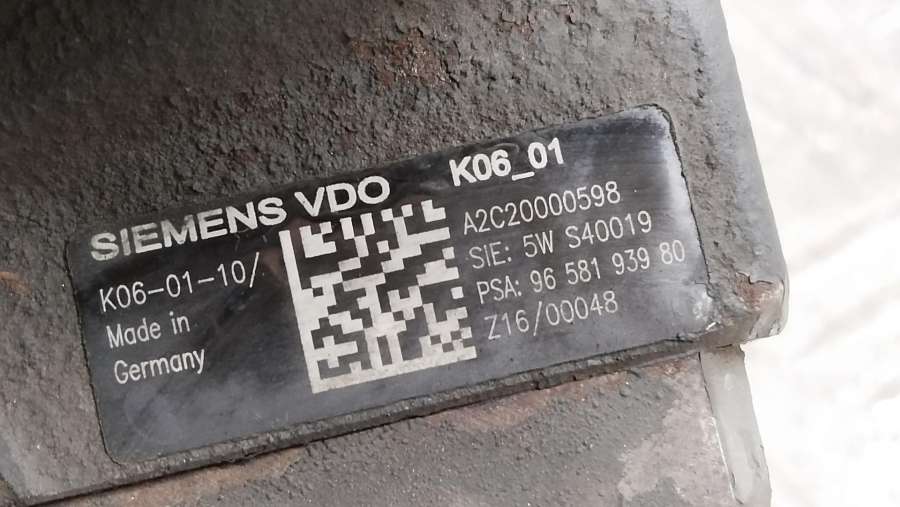 SIEMENS VDO
K06-01-10/
Made in
Germany
K06_01
A2C20000598
SIE: 5W S40019
PSA: 96 581 939 80
Z16/00048